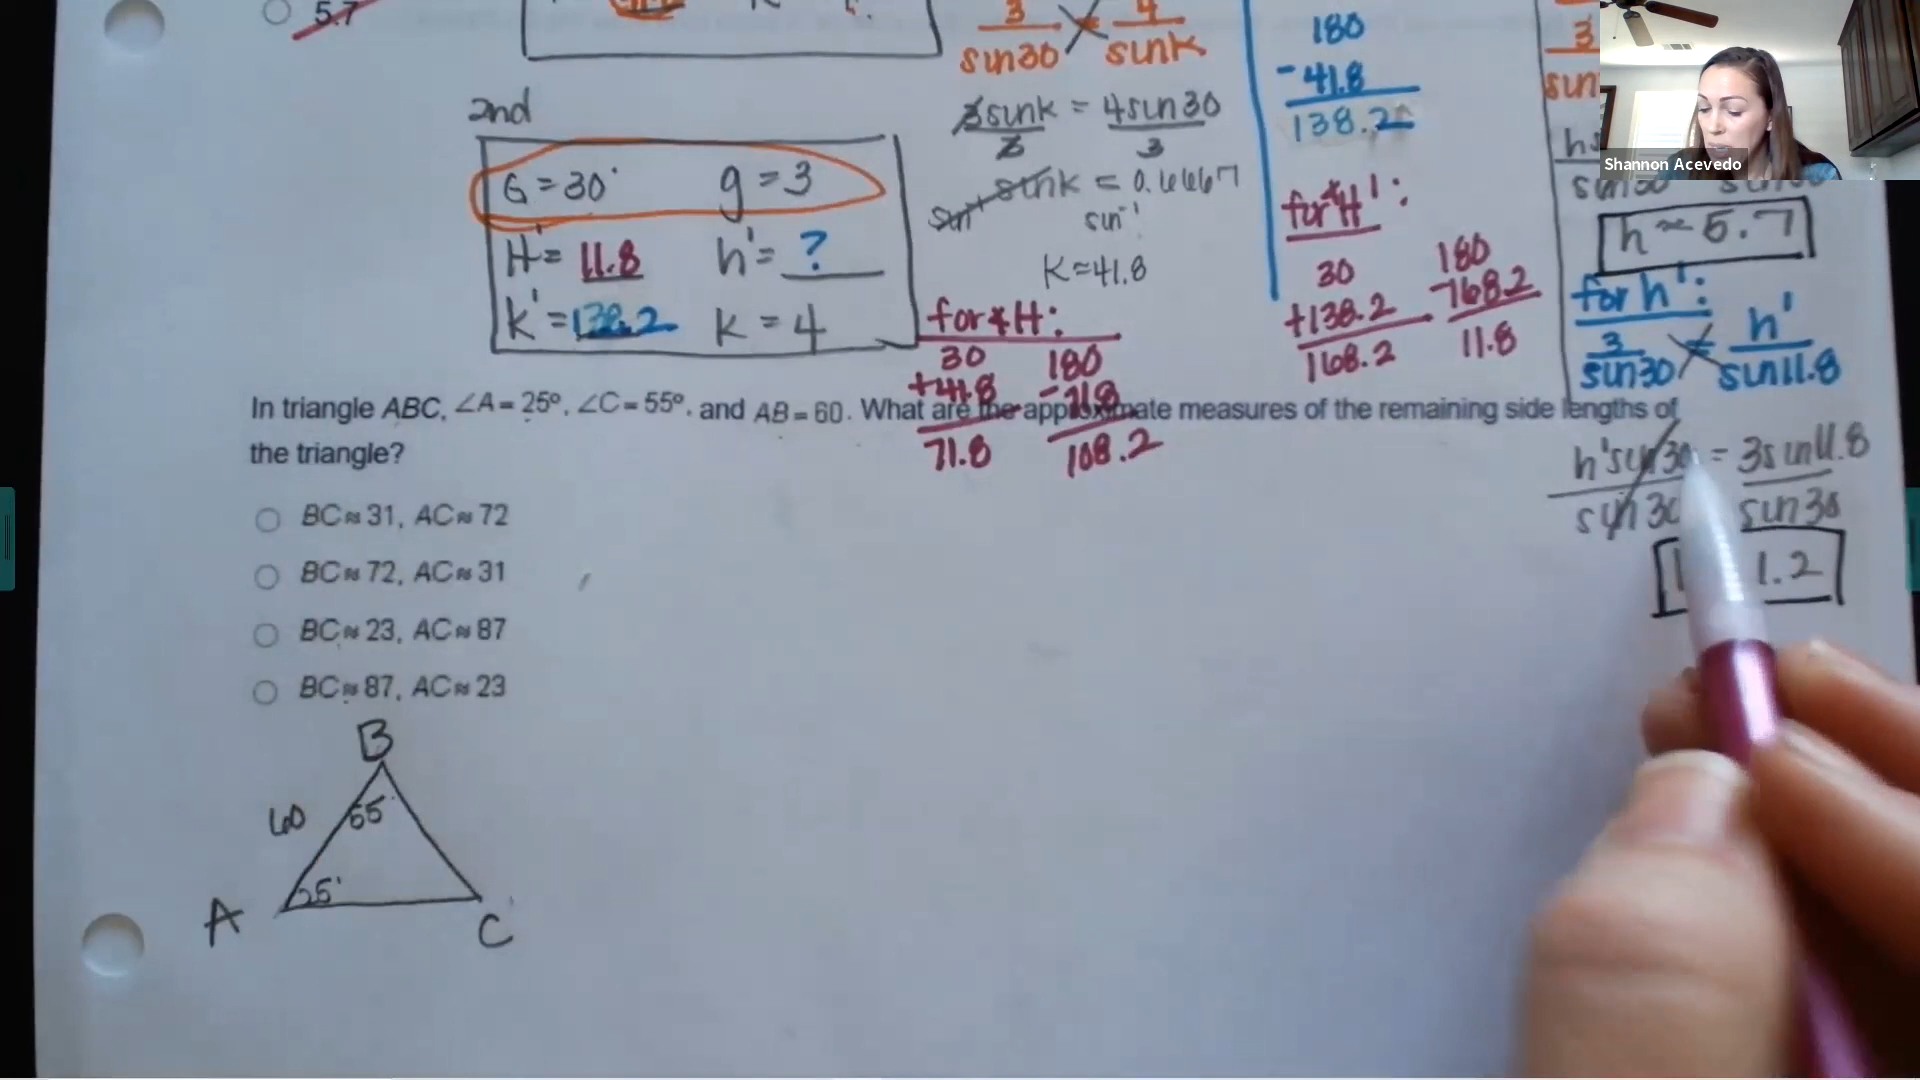 5.7
3/sin30 = 4/sink
180
-41.8
138.2
3
2nd
G = 30° g = 3
H' = 11.8 h' = ?
k' = 138.2 k = 4
3sink = 4sin30
3 3
sin⁻¹ sink = 0.6667
sin⁻¹
K = 41.8
for ∡H:
30 180
+41.8 -71.8
71.8 108.2
for ∡H':
30 180
+138.2 -168.2
168.2 11.8
Shannon Acevedo
h ≈ 5.7
for h':
3/sin30 = h'/sin11.8
h'sin30 = 3sin11.8
sin30 sin30
1.2
In triangle ABC, ∠A = 25°, ∠C = 55°, and AB = 60. What are the approximate measures of the remaining side lengths of
the triangle?
BC≈31, AC≈72
BC≈72, AC≈31
BC≈23, AC≈87
BC≈87, AC≈23
B
60 55°
25°
A C